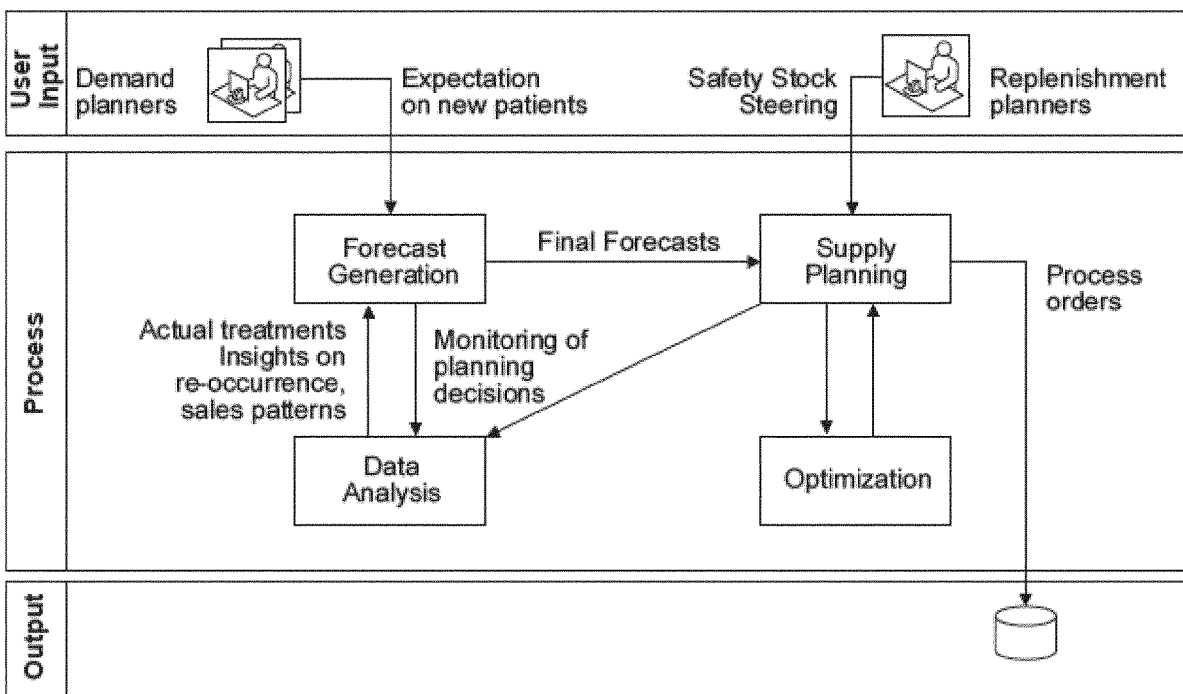 User
Input
Demand
planners
Expectation
on new patients
Safety Stock
Steering
Replenishment
planners
Process
Forecast
Generation
Final Forecasts
Supply
Planning
Process
orders
Actual treatments
Insights on
re-occurrence,
sales patterns
Monitoring of
planning
decisions
Data
Analysis
Optimization
Output